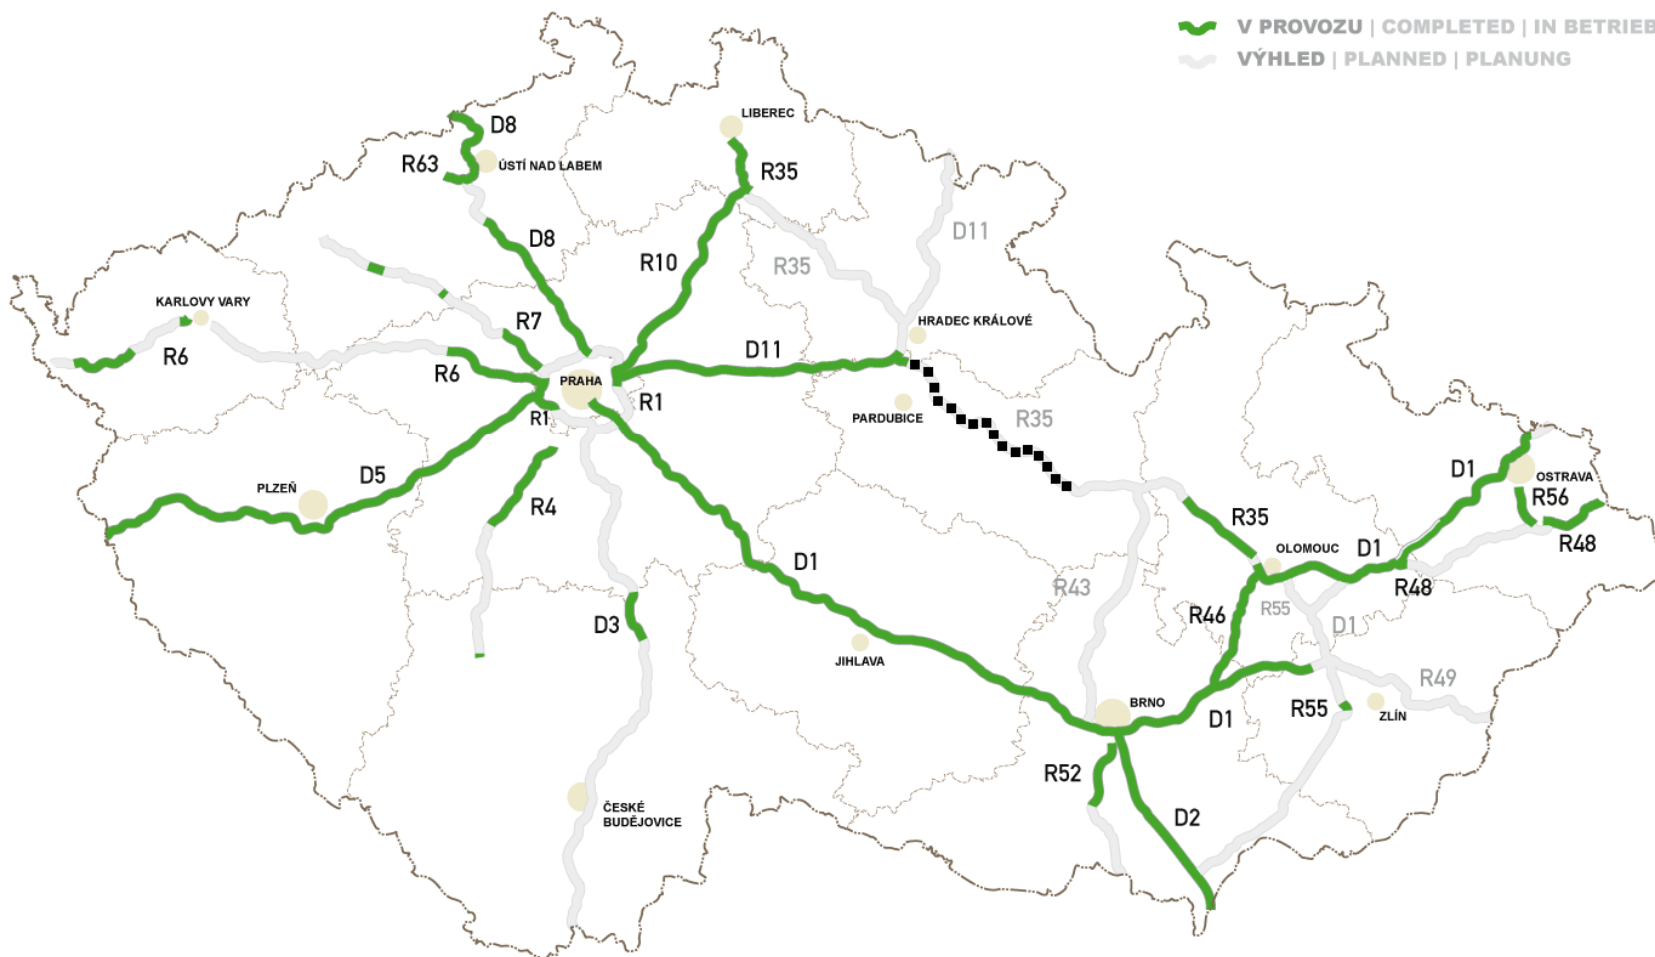 V PROVOZU | COMPLETED | IN BETRIEB
VÝHLED | PLANNED | PLANUNG
LIBEREC
D8
R63
ÚSTÍ NAD LABEM
R35
D8
D11
R10
R35
KARLOVY VARY
R7
HRADEC KRÁLOVÉ
R6
D11
R6
PRAHA
R1
R1
PARDUBICE
R35
D5
PLZEŇ
R4
D1
OSTRAVA
R56
R35
R48
OLOMOUC
D1
D1
R48
R43
R55
R46
D3
D1
JIHLAVA
R49
BRNO
R55
ZLÍN
D1
R52
ČESKÉ
BUDĚJOVICE
D2